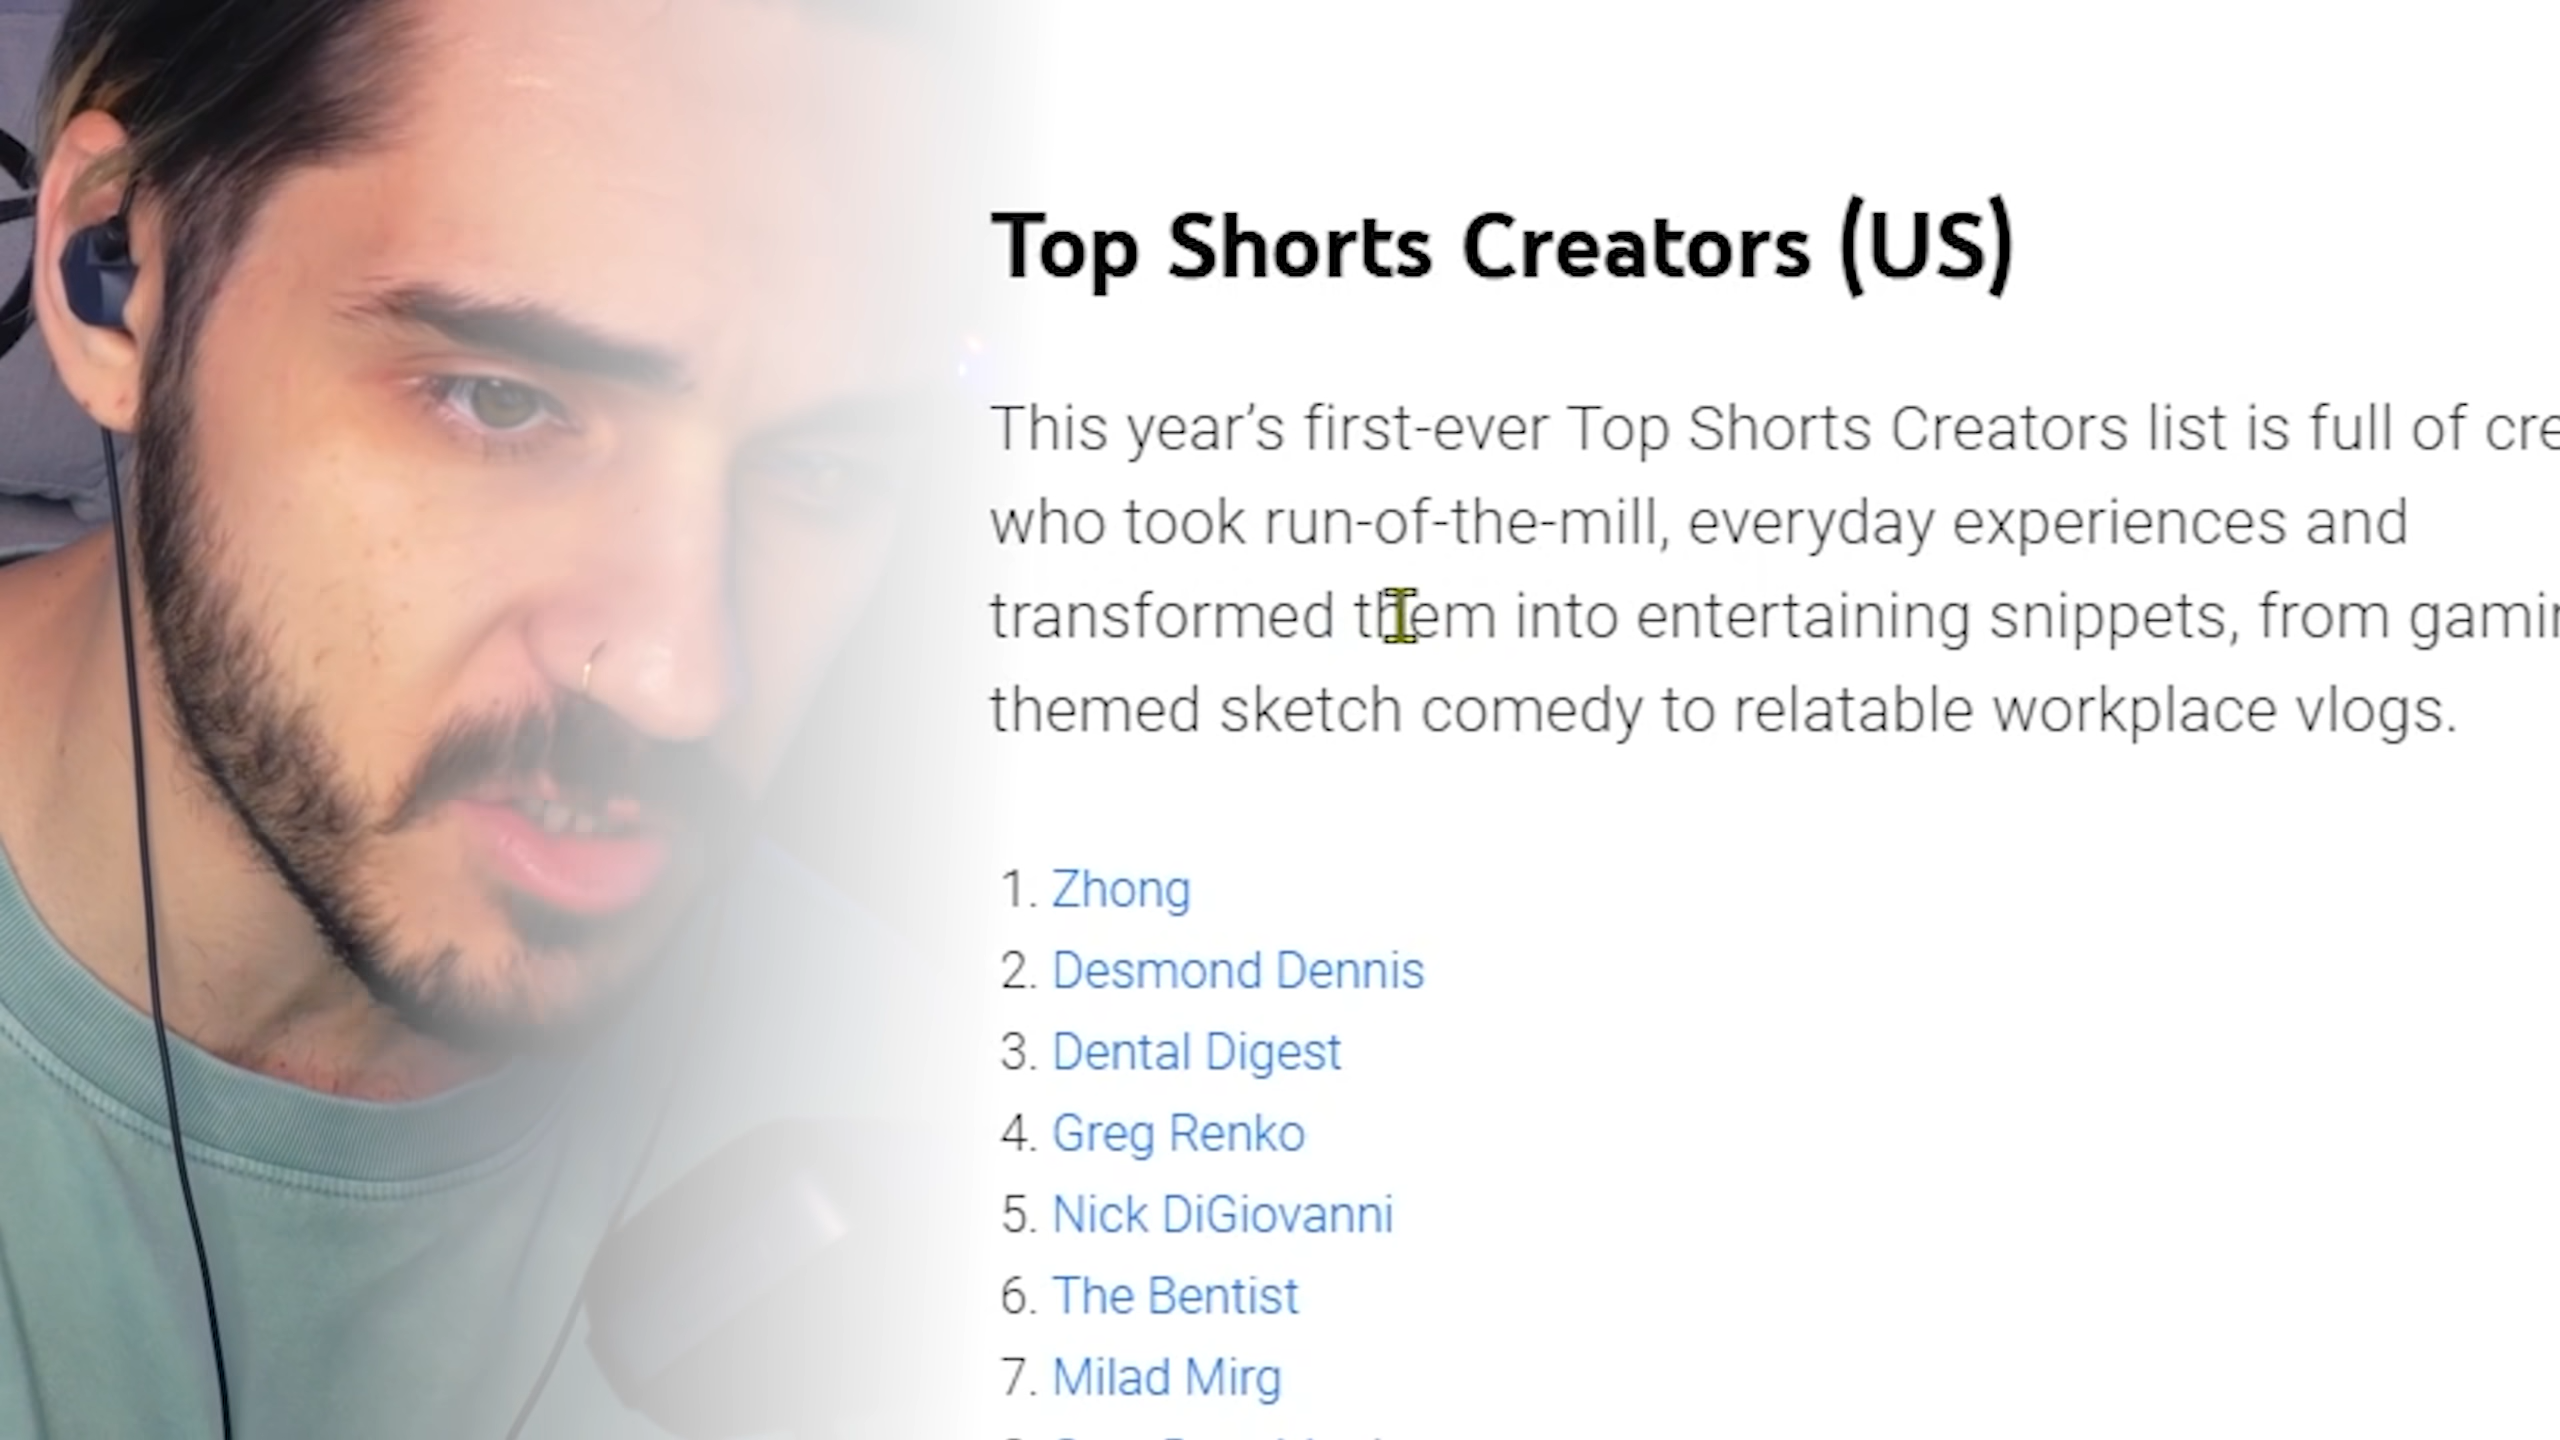 Top Shorts Creators (US)
This year’s first-ever Top Shorts Creators list is full of
who took run-of-the-mill, everyday experiences and
transformed them into entertaining snippets, from
themed sketch comedy to relatable workplace vlogs.
1. Zhong
2. Desmond Dennis
3. Dental Digest
4. Greg Renko
5. Nick DiGiovanni
6. The Bentist
7. Milad Mirg